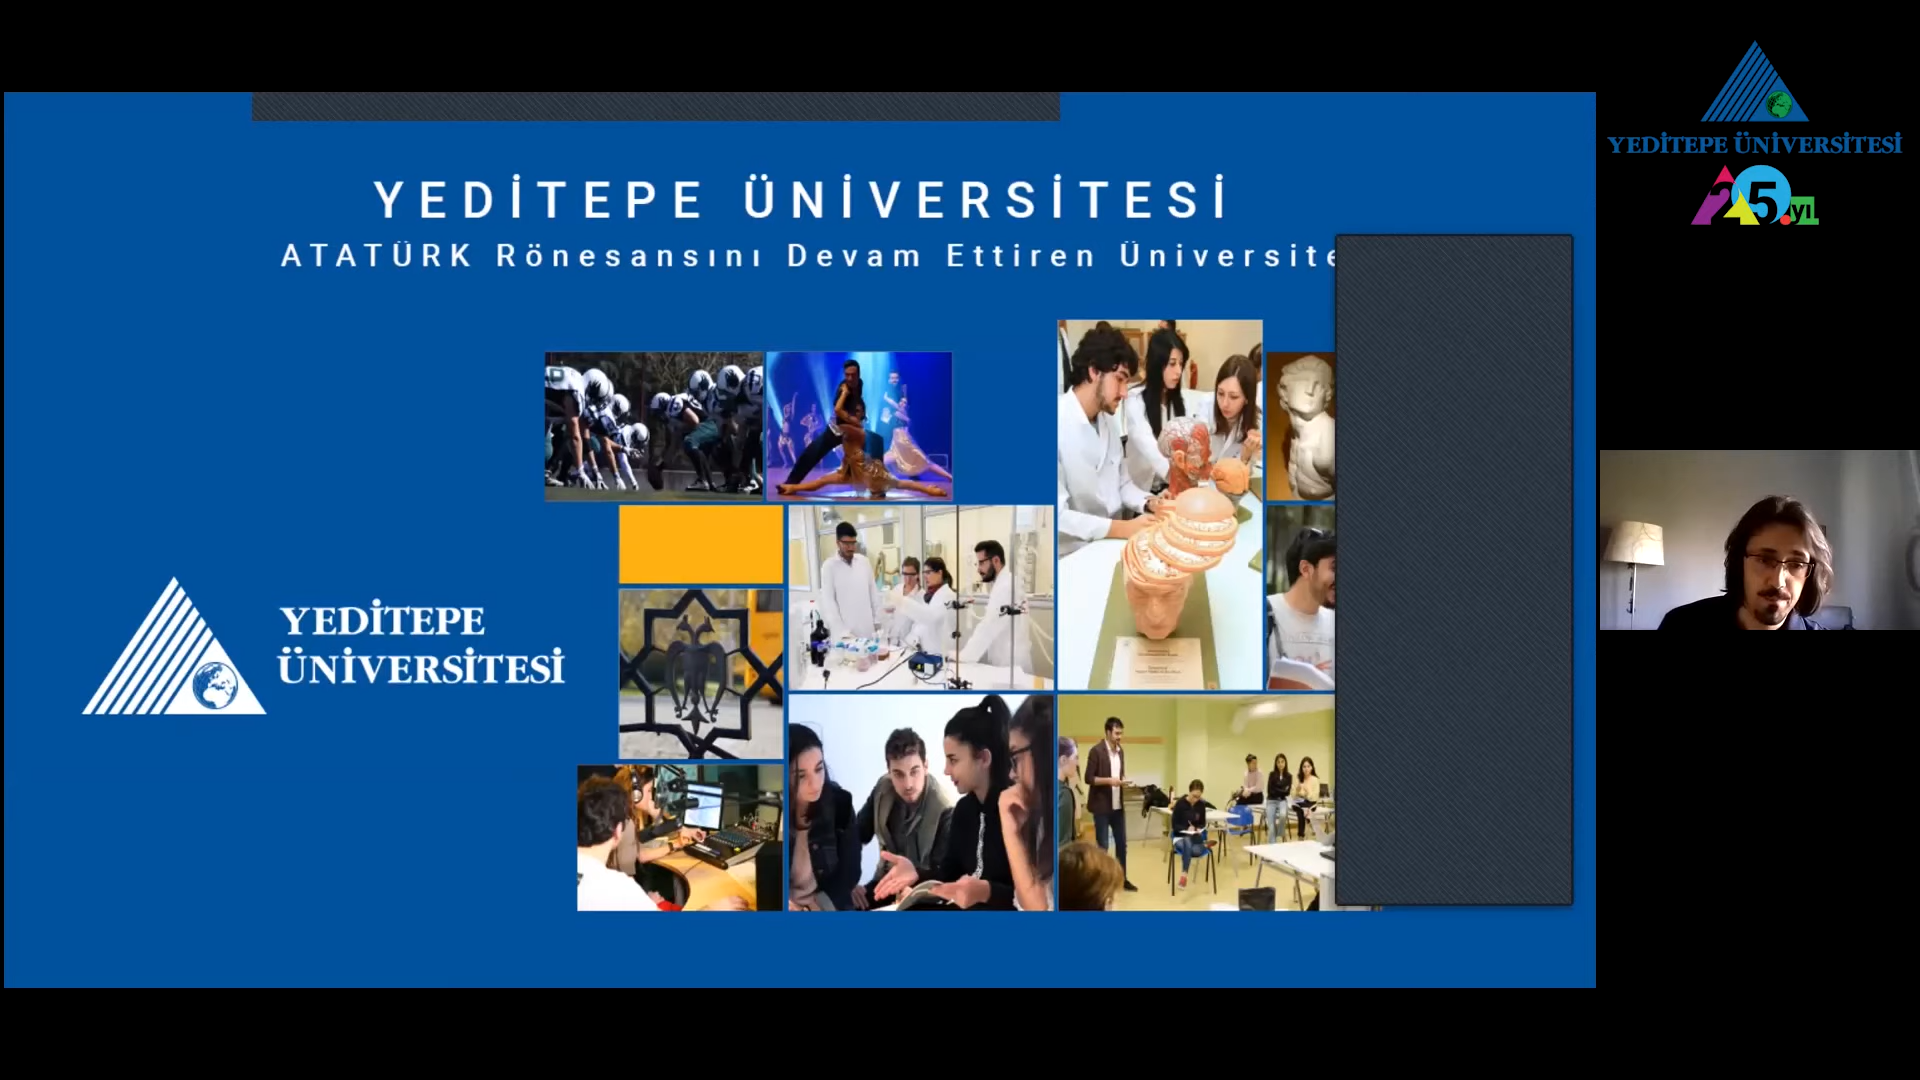 YEDİTEPE ÜNİVERSİTESİ
ATATÜRK Rönesansını Devam Ettiren Üniversite
YEDİTEPE
ÜNİVERSİTESİ
YEDİTEPE ÜNİVERSİTESİ
25.yıl